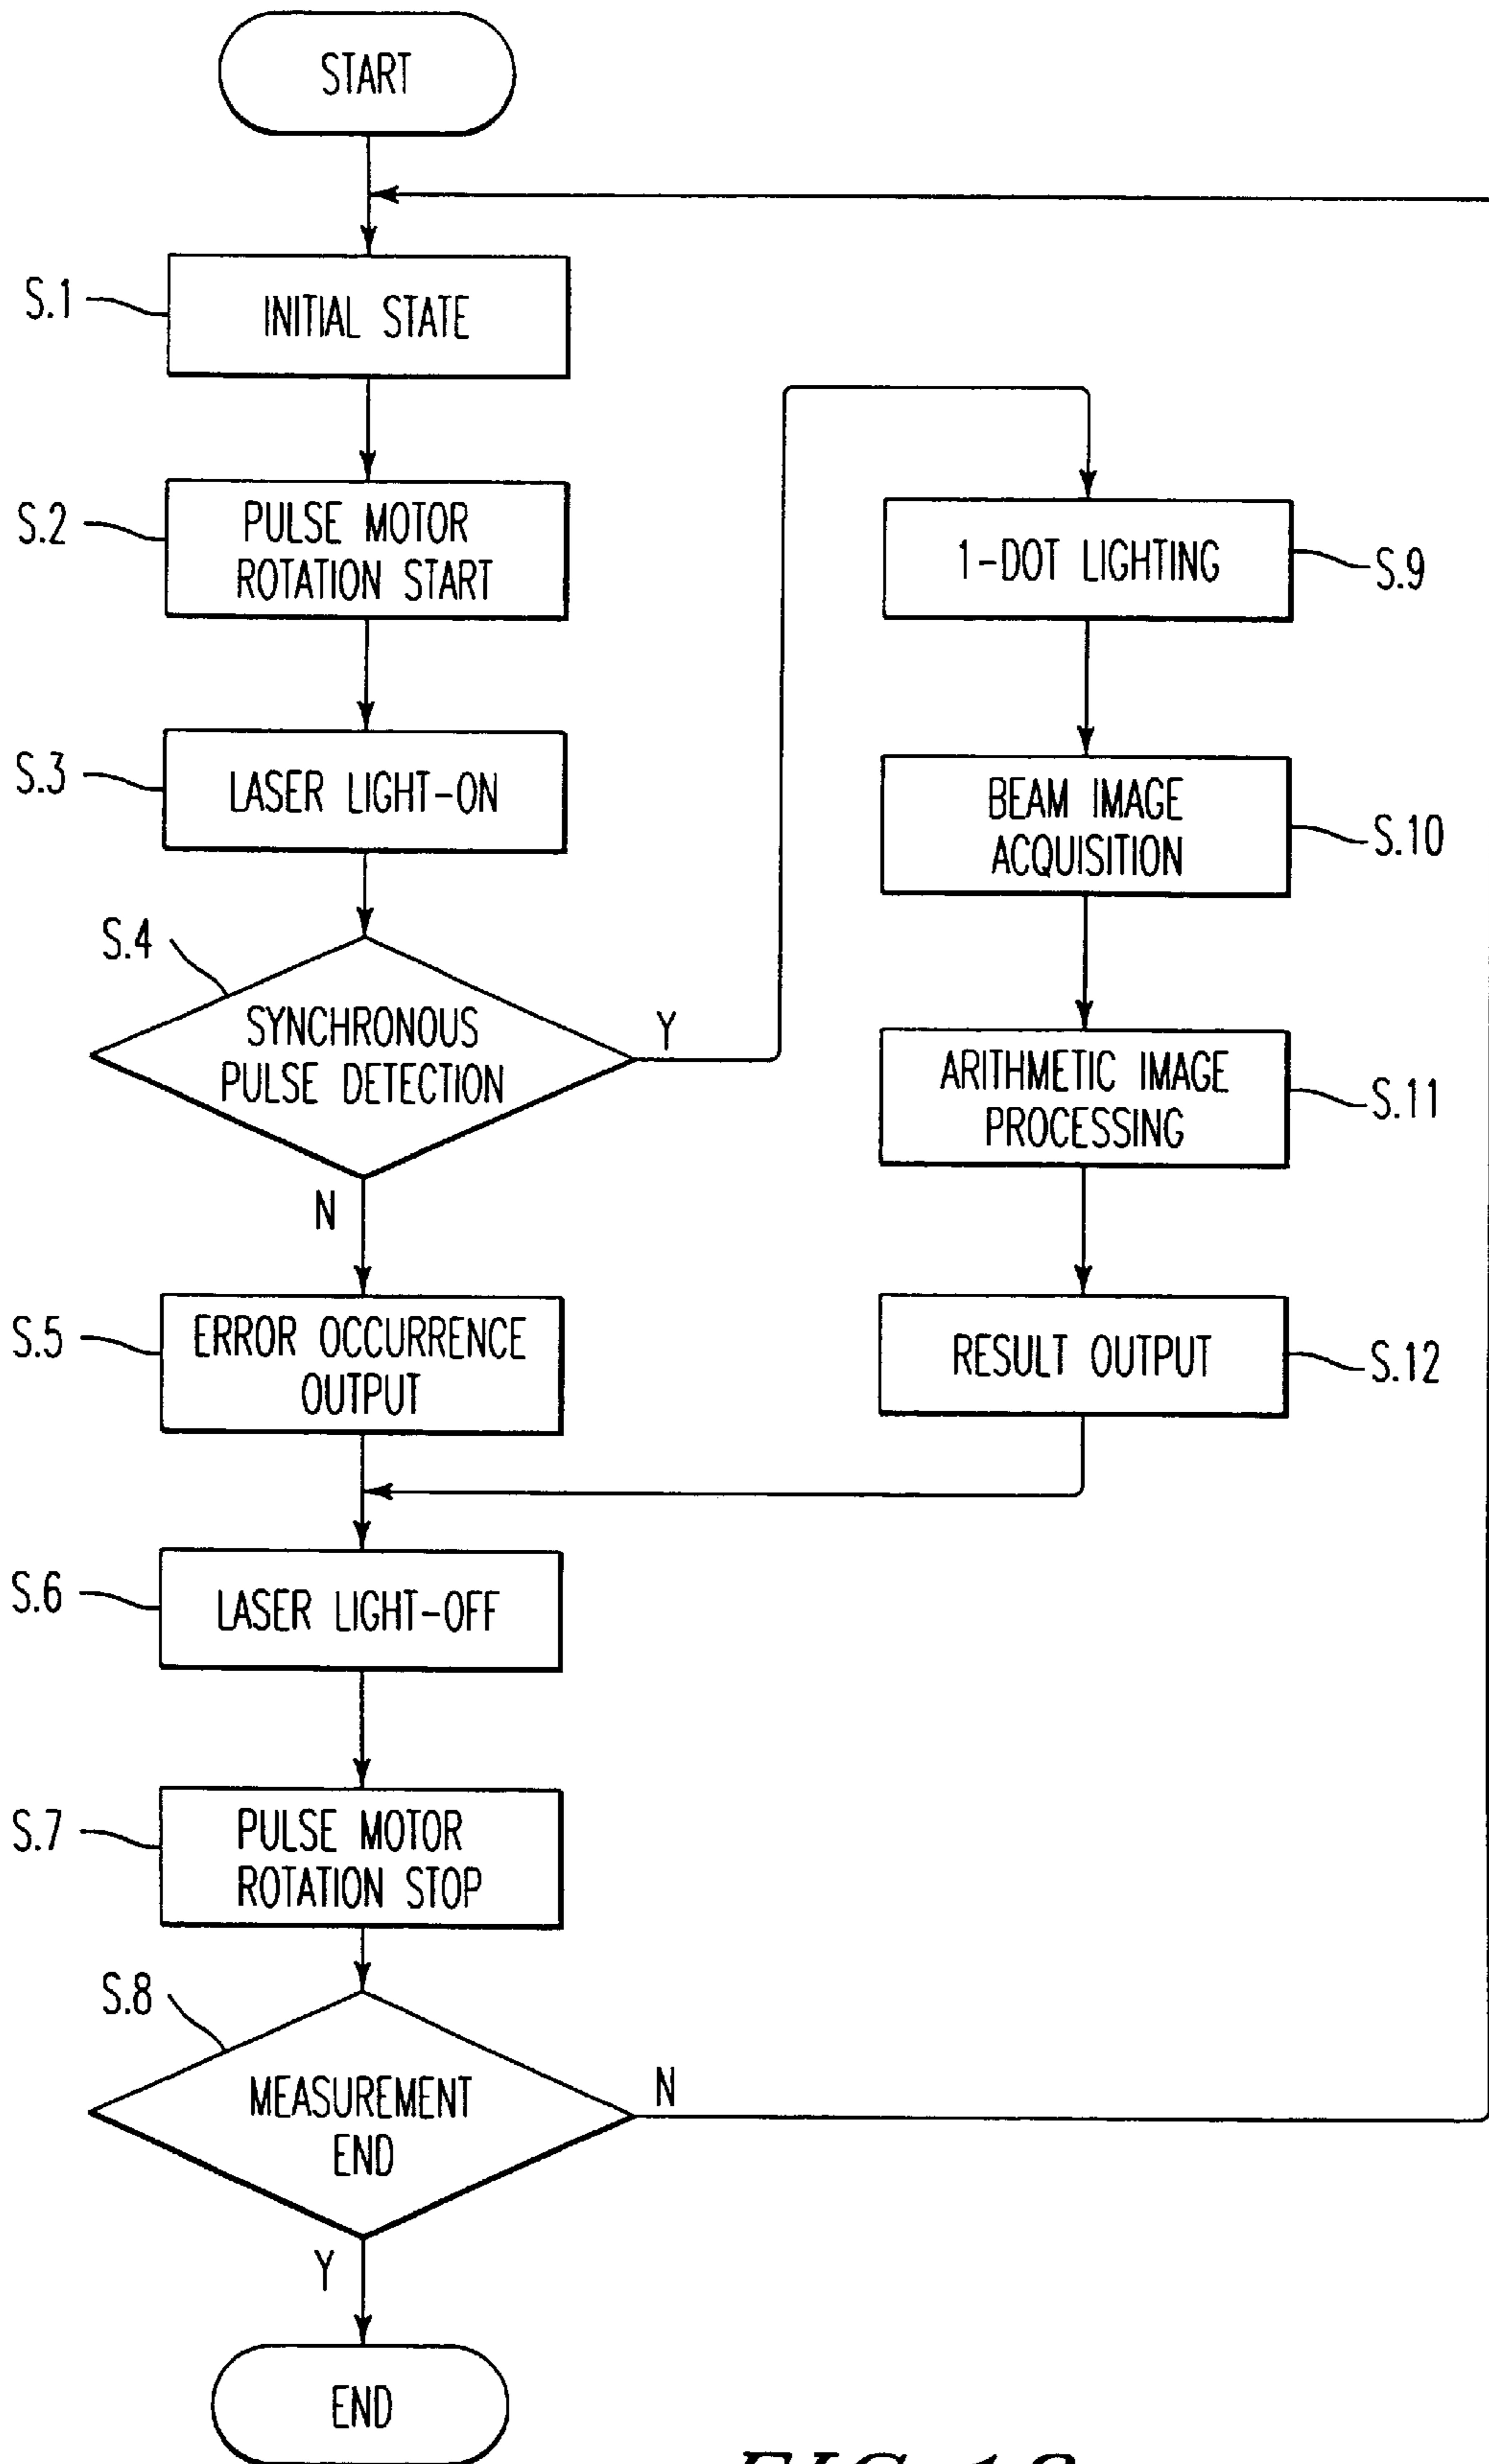 START
S.1
INITIAL STATE
S.2
PULSE MOTOR
ROTATION START
S.3
LASER LIGHT-ON
S.4
SYNCHRONOUS
PULSE DETECTION
Y
N
S.5
ERROR OCCURRENCE
OUTPUT
S.6
LASER LIGHT-OFF
S.7
PULSE MOTOR
ROTATION STOP
S.8
MEASUREMENT
END
N
Y
END
1-DOT LIGHTING
S.9
BEAM IMAGE
ACQUISITION
S.10
ARITHMETIC IMAGE
PROCESSING
S.11
RESULT OUTPUT
S.12